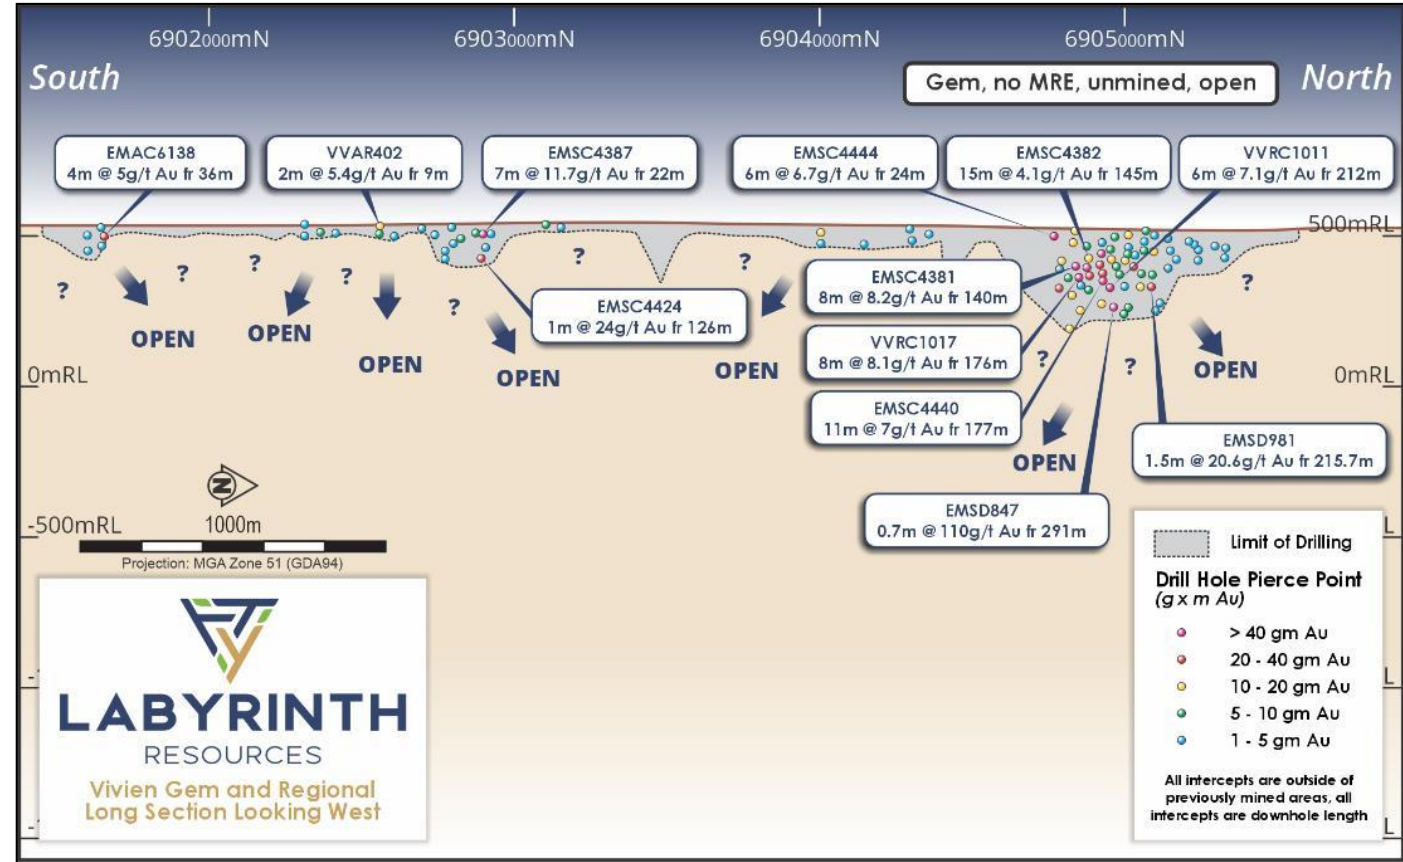 6902000mN
6903000mN
6904000mN
6905000mN
South
Gem, no MRE, unmined, open
North
EMAC6138
4m @ 5g/t Au fr 36m
VVAR402
2m @ 5.4g/t Au fr 9m
EMSC4387
7m @ 11.7g/t Au fr 22m
EMSC4444
6m @ 6.7g/t Au fr 24m
EMSC4382
15m @ 4.1g/t Au fr 145m
VVRC1011
6m @ 7.1g/t Au fr 212m
500mRL
?
?
?
?
?
?
?
?
?
?
EMSC4381
8m @ 8.2g/t Au fr 140m
EMSC4424
1m @ 24g/t Au fr 126m
VVRC1017
8m @ 8.1g/t Au fr 176m
OPEN
OPEN
OPEN
OPEN
OPEN
OPEN
0mRL
0mRL
EMSC4440
11m @ 7g/t Au fr 177m
EMSD981
1.5m @ 20.6g/t Au fr 215.7m
OPEN
EMSD847
0.7m @ 110g/t Au fr 291m
N
-500mRL
1000m
Projection: MGA Zone 51 (GDA94)
Limit of Drilling
Drill Hole Pierce Point
(g x m Au)
> 40 gm Au
20 - 40 gm Au
10 - 20 gm Au
5 - 10 gm Au
1 - 5 gm Au
All intercepts are outside of
previously mined areas, all
intercepts are downhole length
LABYRINTH
RESOURCES
Vivien Gem and Regional
Long Section Looking West